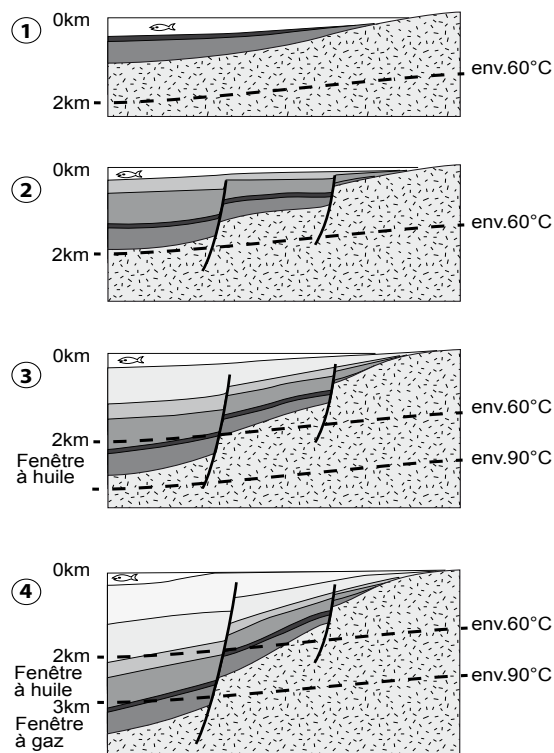 1
0km
env.60°C
2km
2
0km
env.60°C
2km
3
0km
env.60°C
2km
Fenêtre
à huile
env.90°C
4
0km
env.60°C
2km
Fenêtre
à huile
env.90°C
3km
Fenêtre
à gaz